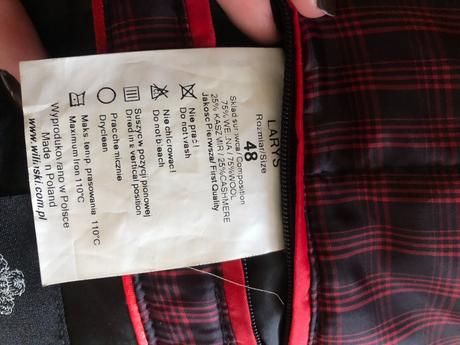 LARYS
Rozmiar/Size
48
Skład surowca / Composition
75% WEŁNA / 75%WOOL
25% KASZMIR / 25%CASHMERE
Jakość Pierwsza/ First Quality
Nie prać !
Do not bleach
Nie chlorować!
Do not wash
Suszyć w pozycji pionowej
Dried in a vertical position
Prać chemicznie
Dryclean
Maks. temp. prasowania 110°C
Maximum Iron 110°C
Wyprodukowano w Polsce
Made in Poland
www.wilinski.com.pl